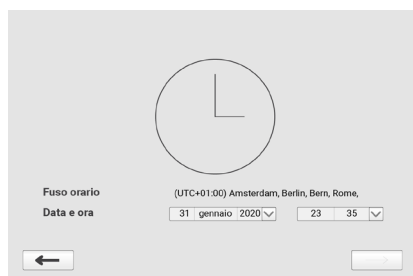 Fuso orario (UTC+01:00) Amsterdam, Berlin, Bern, Rome,
Data e ora 31 gennaio 2020 23 35